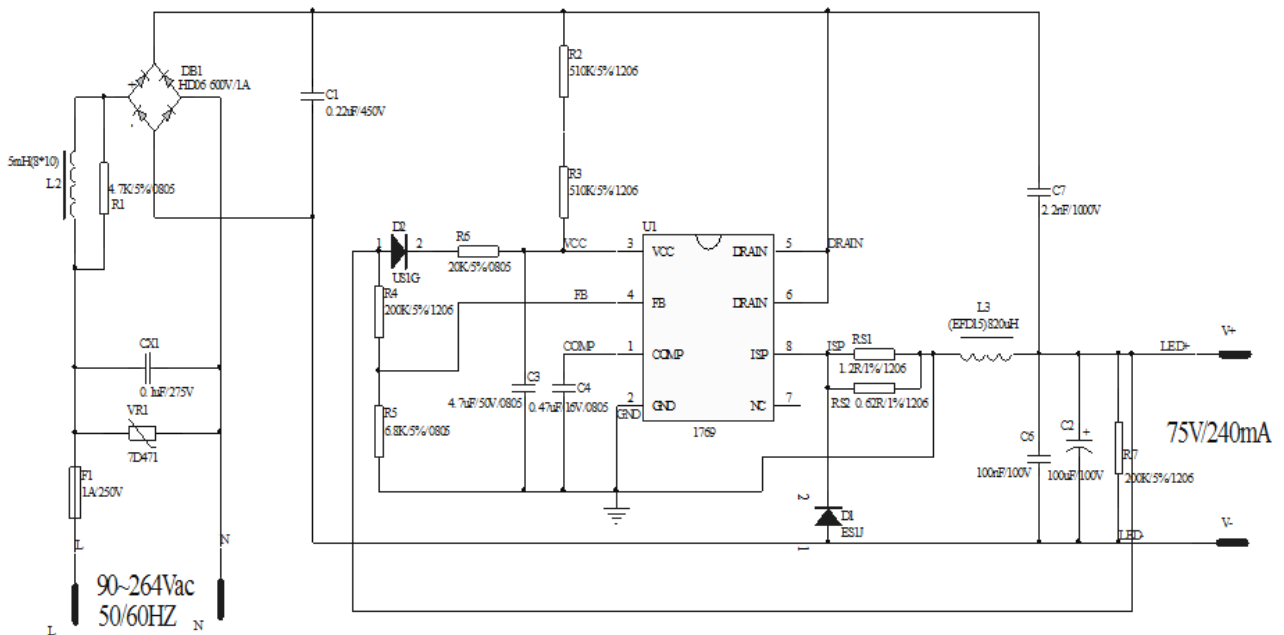 DB1
HD06 600V/1A
+
R2
510K/5%/1206
C1
0.22uF/450V
5mH(8*10)
L2
4.7K/5%/0805
R1
R3
510K/5%/1206
C7
2.2nF/1000V
D2
1
2
US1G
R6
20K/5%/0805
VCC
U1
3
VCC
DRAIN
5
DRAIN
R4
200K/5%/1206
FB
4
FB
DRAIN
6
L3
(EFD15)820uH
V+
CX1
0.1uF/275V
COMP
1
COMP
ISP
8
ISP
RS1
1.2R/1%/1206
LED+
C3
4.7uF/50V/0805
C4
0.47uF/16V/0805
RS2 0.62R/1%/1206
VR1
7D471
R5
6.8K/5%/0805
2
GND
GND
NC
7
1769
75V/240mA
C6
100nF/100V
C2
+
100uF/100V
R7
200K/5%/1206
F1
1A/250V
2
D1
ES1J
1
V-
LED-
L
N
90~264Vac
50/60HZ
L
N